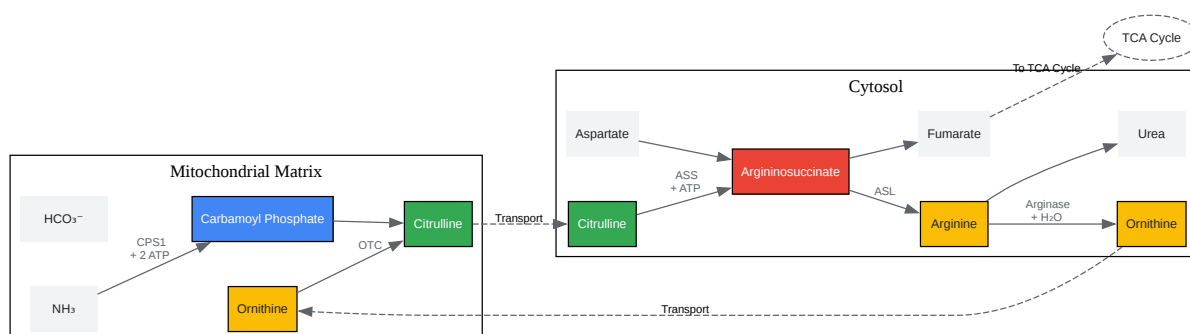 TCA Cycle
To TCA Cycle
Cytosol
Aspartate
Fumarate
Urea
Mitochondrial Matrix
Argininosuccinate
ASS
+ ATP
ASL
Arginase
+ H₂O
HCO₃⁻
Carbamoyl Phosphate
Citrulline
Transport
Citrulline
Arginine
Ornithine
CPS1
+ 2 ATP
OTC
NH₃
Ornithine
Transport